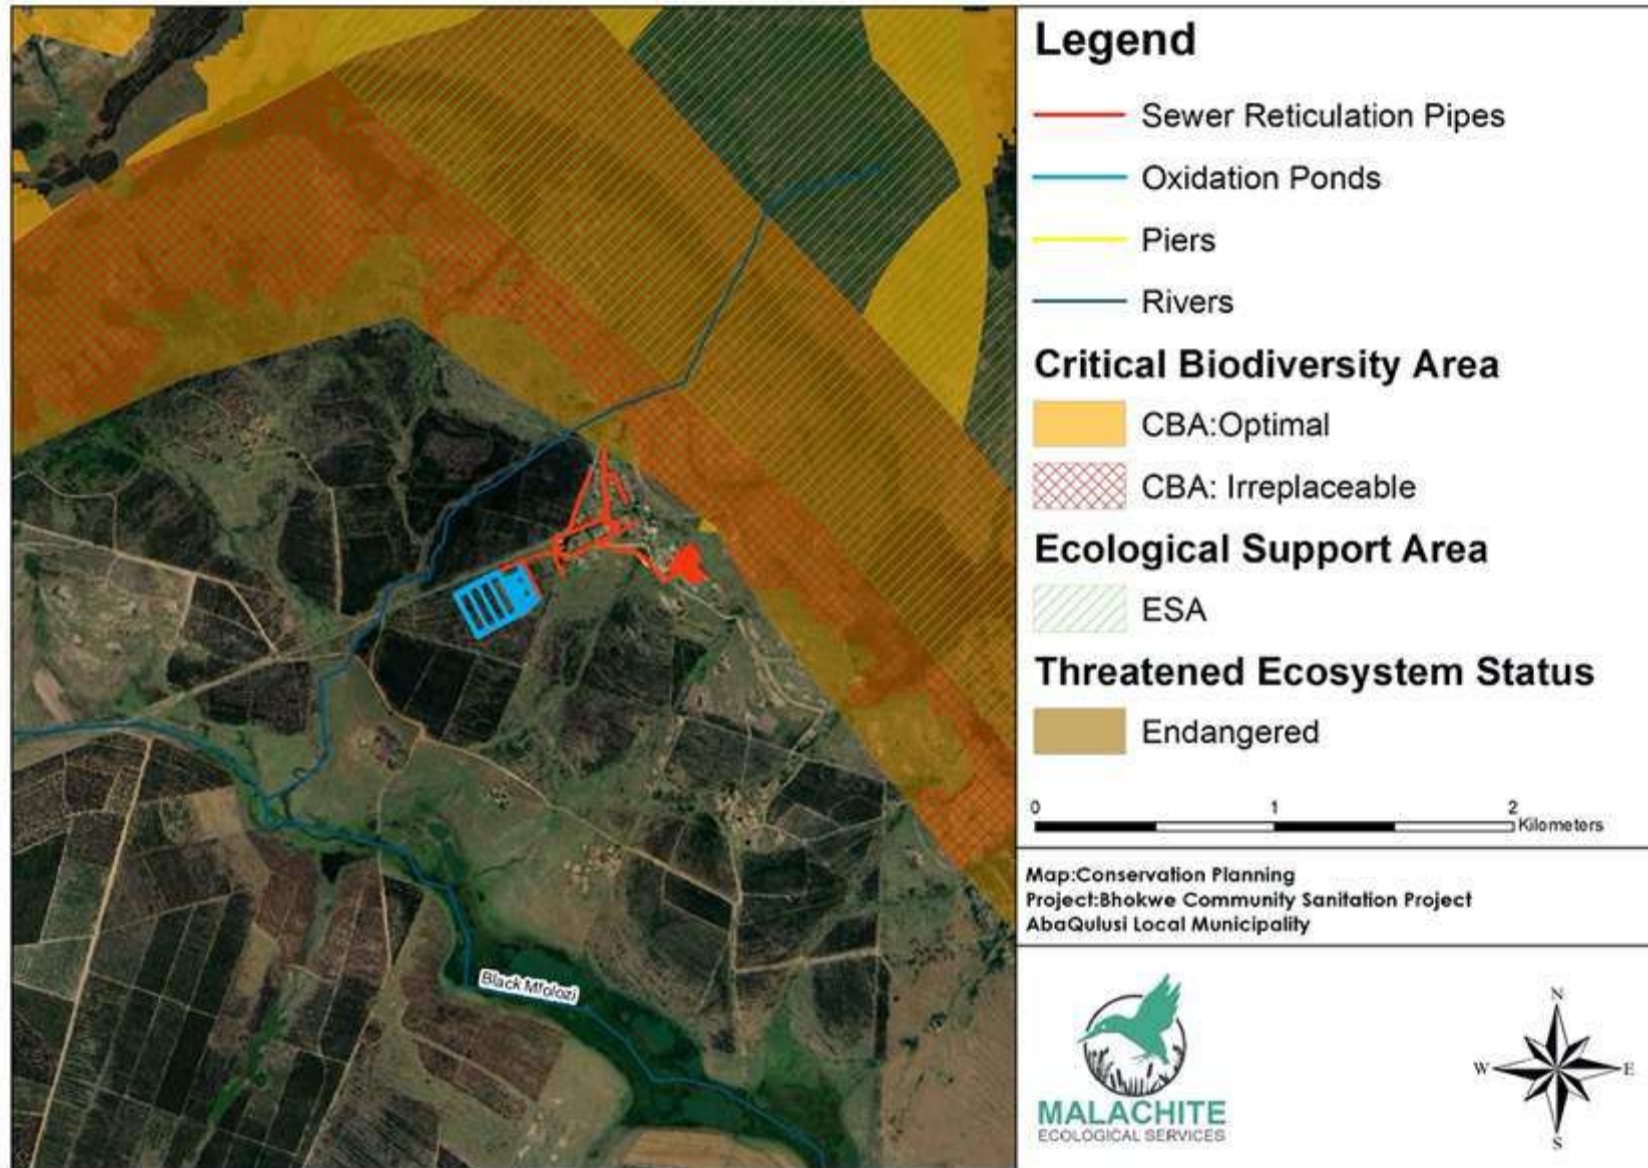 Legend
Sewer Reticulation Pipes
Oxidation Ponds
Piers
Rivers
Critical Biodiversity Area
CBA:Optimal
CBA: Irreplaceable
Ecological Support Area
ESA
Threatened Ecosystem Status
Endangered
0 1 2
Kilometers
Map:Conservation Planning
Project:Bhokwe Community Sanitation Project
AbaQulusi Local Municipality
Black Mfolozi
MALACHITE
ECOLOGICAL SERVICES
N
W E
S